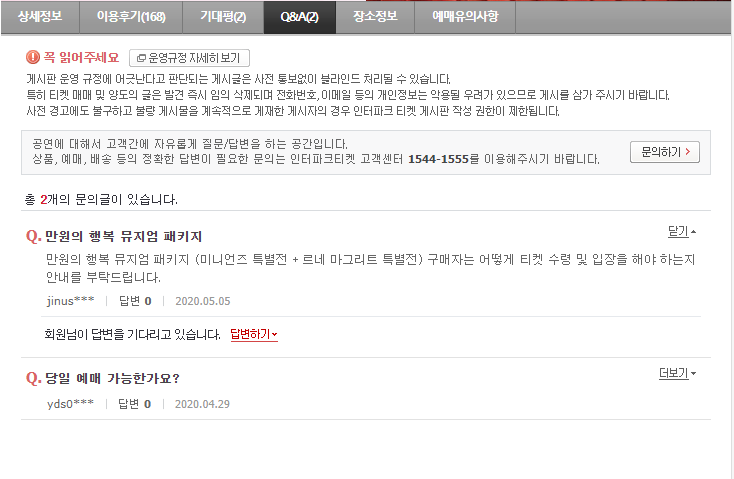 상세정보 이용후기(168) 기대평(2) Q&A(2) 장소정보 예매유의사항
꼭 읽어주세요 운영규정 자세히 보기
게시판 운영 규정에 어긋난다고 판단되는 게시글은 사전 통보없이 블라인드 처리될 수 있습니다.
특히 티켓 매매 및 양도의 글은 발견 즉시 임의 삭제되며 전화번호, 이메일 등의 개인정보는 악용될 우려가 있으므로 게시를 삼가 주시기 바랍니다.
사전 경고에도 불구하고 불량 게시물을 계속적으로 게재한 게시자의 경우 인터파크 티켓 게시판 작성 권한이 제한됩니다.
공연에 대해서 고객간에 자유롭게 질문/답변을 하는 공간입니다.
상품, 예매, 배송 등의 정확한 답변이 필요한 문의는 인터파크티켓 고객센터 1544-1555를 이용해주시기 바랍니다.
문의하기 >
총 2개의 문의글이 있습니다.
Q. 만원의 행복 뮤지엄 패키지 닫기
만원의 행복 뮤지엄 패키지 (미니언즈 특별전 + 르네 마그리트 특별전) 구매자는 어떻게 티켓 수령 및 입장을 해야 하는지
안내를 부탁드립니다.
jinus*** | 답변 0 | 2020.05.05
회원님이 답변을 기다리고 있습니다. 답변하기
Q. 당일 예매 가능한가요? 더보기
yds0*** | 답변 0 | 2020.04.29